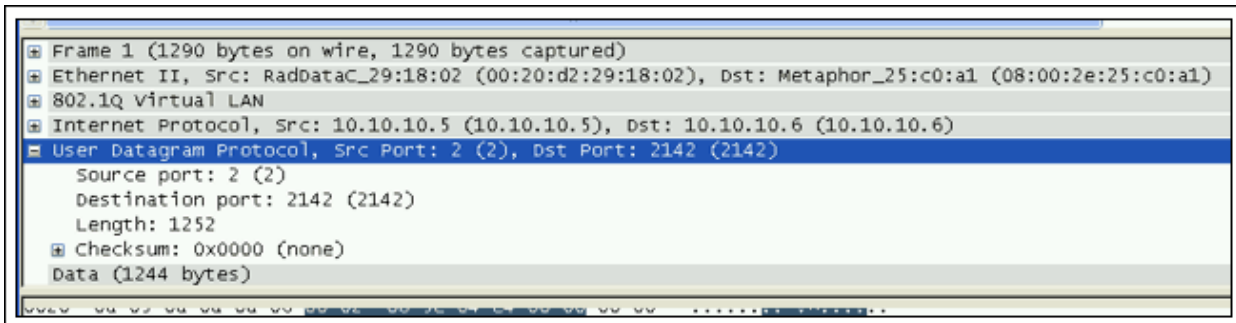 Frame 1 (1290 bytes on wire, 1290 bytes captured)
Ethernet II, Src: RadDataC_29:18:02 (00:20:d2:29:18:02), Dst: Metaphor_25:c0:a1 (08:00:2e:25:c0:a1)
802.1Q Virtual LAN
Internet Protocol, Src: 10.10.10.5 (10.10.10.5), Dst: 10.10.10.6 (10.10.10.6)
User Datagram Protocol, Src Port: 2 (2), Dst Port: 2142 (2142)
Source port: 2 (2)
Destination port: 2142 (2142)
Length: 1252
Checksum: 0x0000 (none)
Data (1244 bytes)